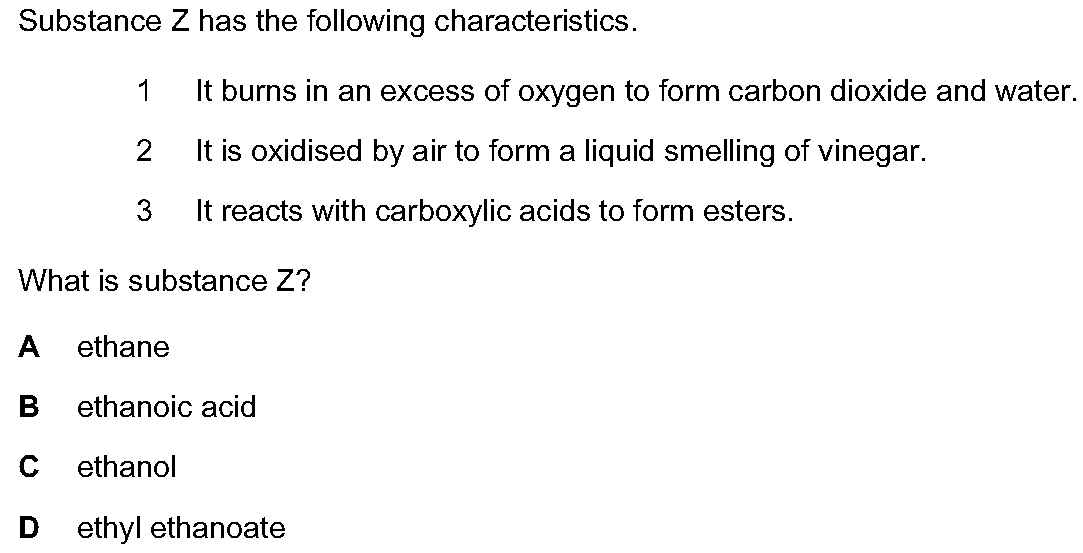 Substance Z has the following characteristics.
1 It burns in an excess of oxygen to form carbon dioxide and water.
2 It is oxidised by air to form a liquid smelling of vinegar.
3 It reacts with carboxylic acids to form esters.
What is substance Z?
A ethane
B ethanoic acid
C ethanol
D ethyl ethanoate